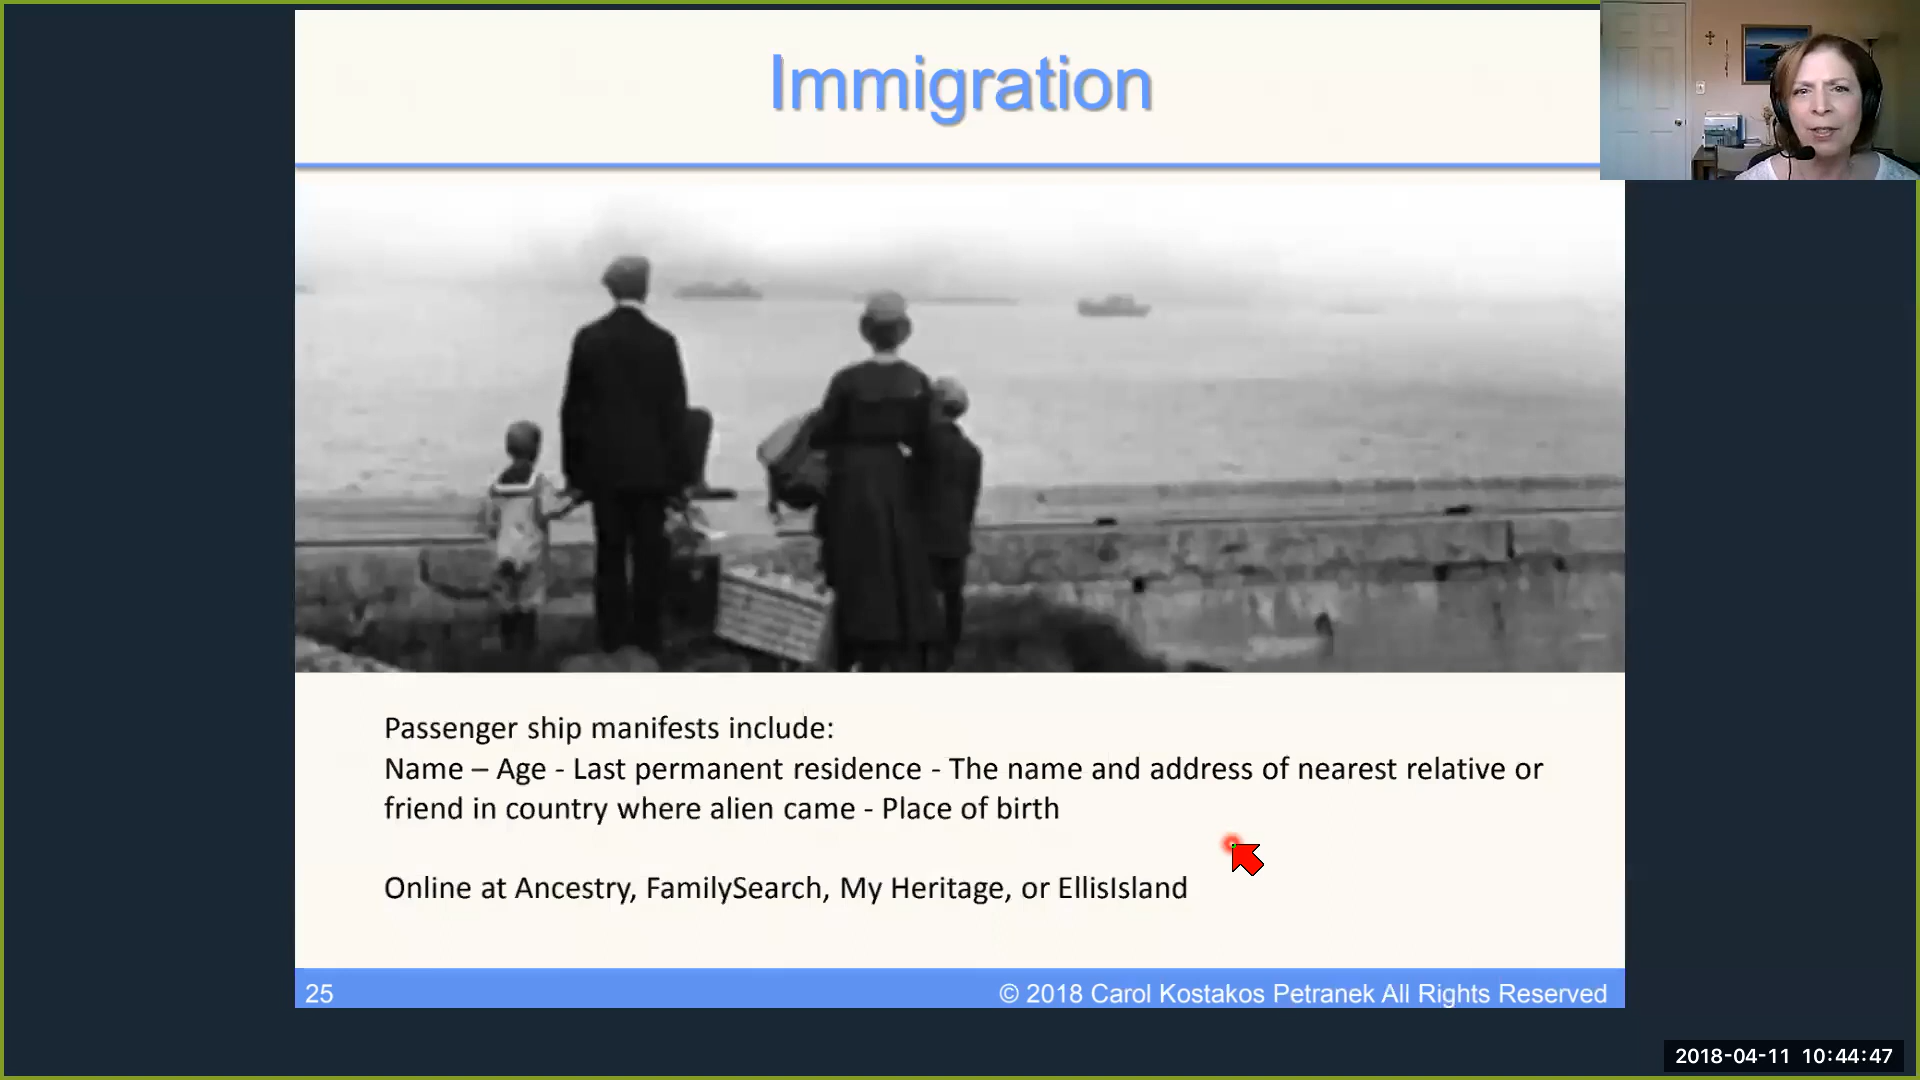 Immigration
Passenger ship manifests include:
Name – Age - Last permanent residence - The name and address of nearest relative or
friend in country where alien came - Place of birth
Online at Ancestry, FamilySearch, My Heritage, or EllisIsland
25
© 2018 Carol Kostakos Petranek All Rights Reserved
2018-04-11 10:44:47